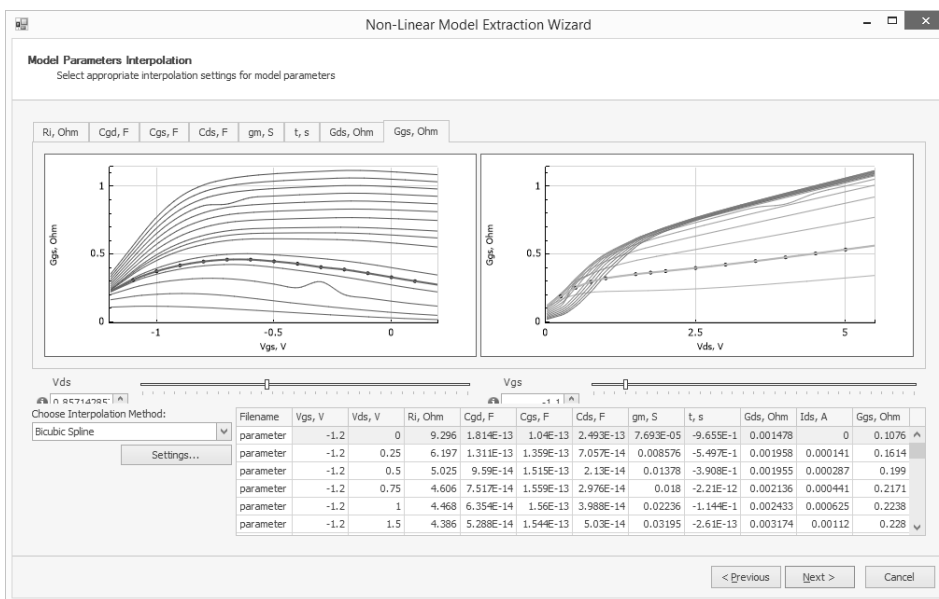 Non-Linear Model Extraction Wizard
Model Parameters Interpolation
Select appropriate interpolation settings for model parameters
Ri, Ohm Cgd, F Cgs, F Cds, F gm, S t, s Gds, Ohm Ggs, Ohm
1
0.5
0
-1 -0.5 0
Ggs, Ohm
Vgs, V
1
0.5
0
0 2.5 5
Ggs, Ohm
Vds, V
Vds
Vgs
-1.1
Choose Interpolation Method:
Bicubic Spline
Settings...
Filename Vgs, V Vds, V Ri, Ohm Cgd, F Cgs, F Cds, F gm, S t, s Gds, Ohm Ids, A Ggs, Ohm
parameter -1.2 0 9.296 1.814E-13 1.04E-13 2.493E-13 7.693E-05 -9.655E-1 0.001478 0 0.1076
parameter -1.2 0.25 6.197 1.311E-13 1.359E-13 7.057E-14 0.008576 -5.497E-1 0.001958 0.000141 0.1614
parameter -1.2 0.5 5.025 9.59E-14 1.515E-13 2.13E-14 0.01378 -3.908E-1 0.001955 0.000287 0.199
parameter -1.2 0.75 4.606 7.517E-14 1.559E-13 2.976E-14 0.018 -2.21E-12 0.002136 0.000441 0.2171
parameter -1.2 1 4.468 6.354E-14 1.56E-13 3.988E-14 0.02236 -1.144E-1 0.002433 0.000625 0.2238
parameter -1.2 1.5 4.386 5.288E-14 1.544E-13 5.03E-14 0.03195 -2.61E-13 0.003174 0.00112 0.228
< Previous Next > Cancel